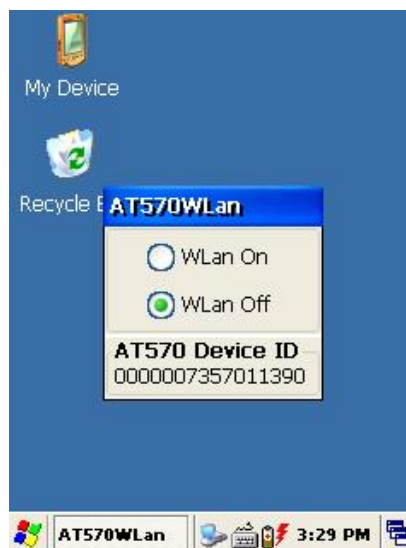 My Device
Recycle
AT570WLan
WLan On
WLan Off
AT570 Device ID
0000007357011390
AT570WLan
3:29 PM